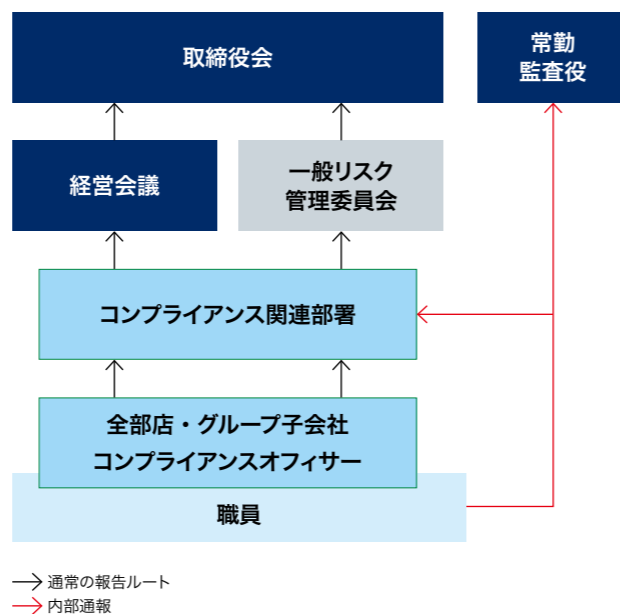 取締役会
常勤
監査役
経営会議
一般リスク
管理委員会
コンプライアンス関連部署
全部店・グループ子会社
コンプライアンスオフィサー
職員
通常の報告ルート
内部通報